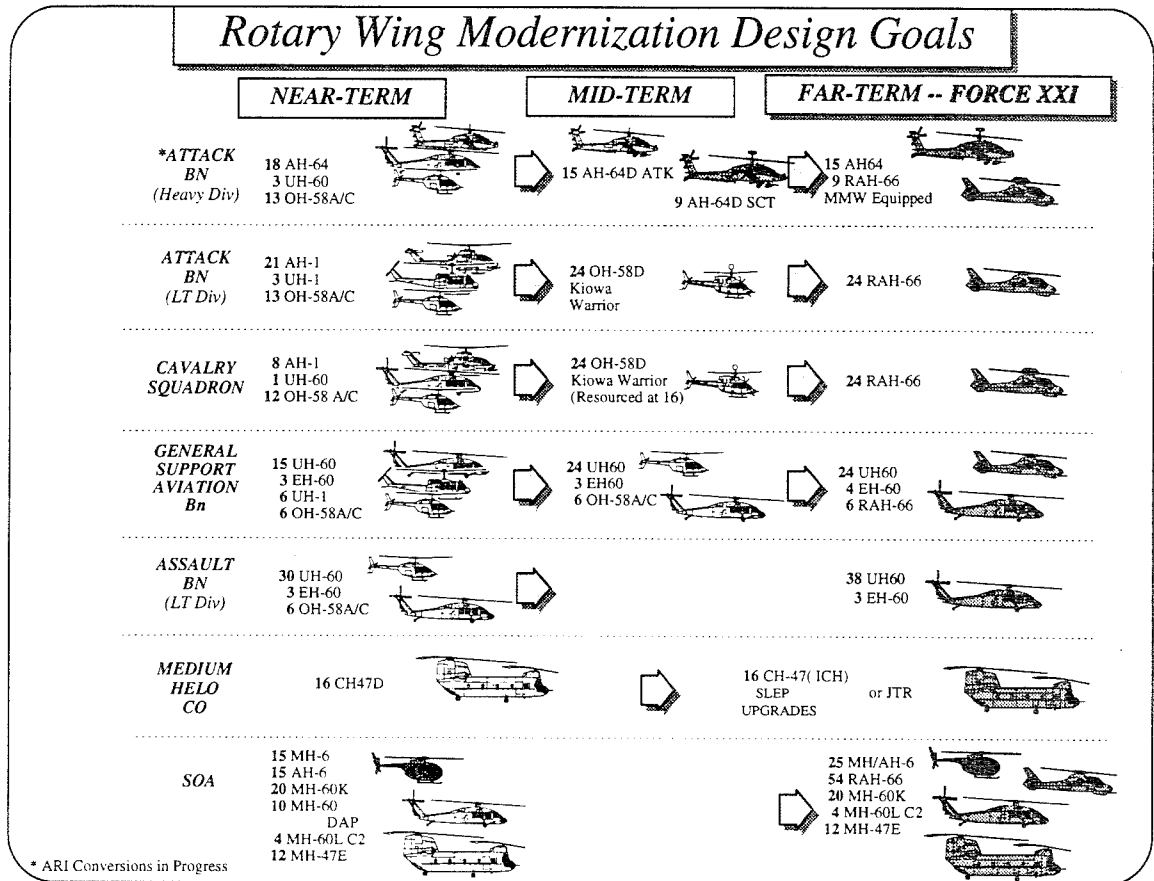 Rotary Wing Modernization Design Goals
NEAR-TERM
MID-TERM
FAR-TERM -- FORCE XXI
*ATTACK
BN
(Heavy Div)
18 AH-64
3 UH-60
13 OH-58A/C
15 AH-64D ATK
9 AH-64D SCT
15 AH64
9 RAH-66
MMW Equipped
ATTACK
BN
(LT Div)
21 AH-1
3 UH-1
13 OH-58A/C
24 OH-58D
Kiowa
Warrior
24 RAH-66
CAVALRY
SQUADRON
8 AH-1
1 UH-60
12 OH-58 A/C
24 OH-58D
Kiowa Warrior
(Resourced at 16)
24 RAH-66
GENERAL
SUPPORT
AVIATION
Bn
15 UH-60
3 EH-60
6 UH-1
6 OH-58A/C
24 UH60
3 EH60
6 OH-58A/C
24 UH60
4 EH-60
6 RAH-66
ASSAULT
BN
(LT Div)
30 UH-60
3 EH-60
6 OH-58A/C
38 UH60
3 EH-60
MEDIUM
HELO
CO
16 CH47D
16 CH-47( ICH)
SLEP
UPGRADES
or JTR
SOA
15 MH-6
15 AH-6
20 MH-60K
10 MH-60
DAP
4 MH-60L C2
12 MH-47E
25 MH/AH-6
54 RAH-66
20 MH-60K
4 MH-60L C2
12 MH-47E
* ARI Conversions in Progress